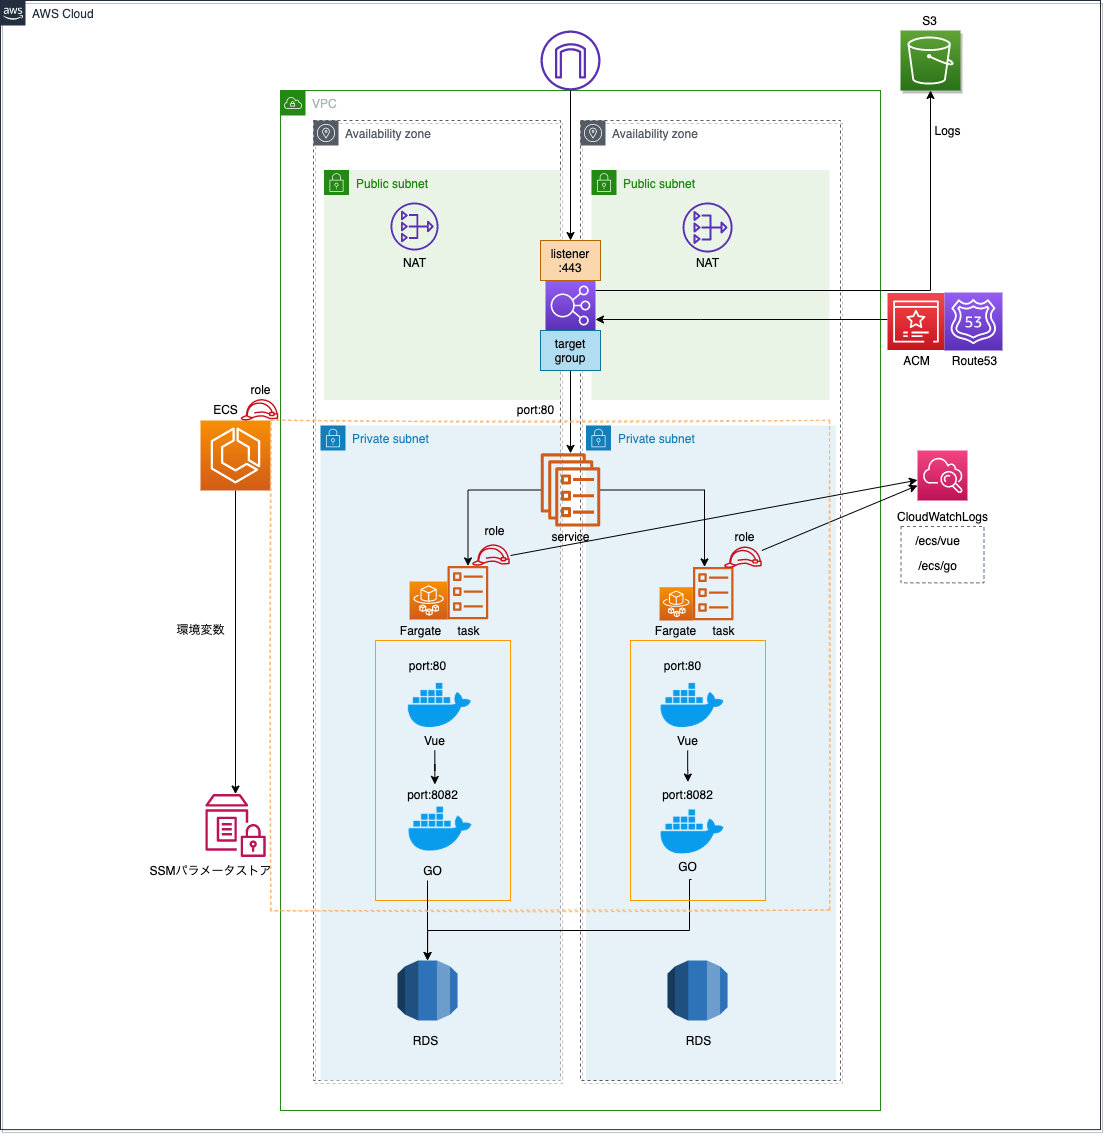 aws
AWS Cloud
S3
VPC
Availability zone
Availability zone
Logs
Public subnet
Public subnet
NAT
NAT
listener
:443
53
target
group
ACM
Route53
role
ECS
port:80
Private subnet
Private subnet
CloudWatchLogs
/ecs/vue
/ecs/go
service
role
role
Fargate
task
Fargate
task
環境変数
port:80
port:80
Vue
Vue
port:8082
port:8082
SSMパラメータストア
GO
GO
RDS
RDS